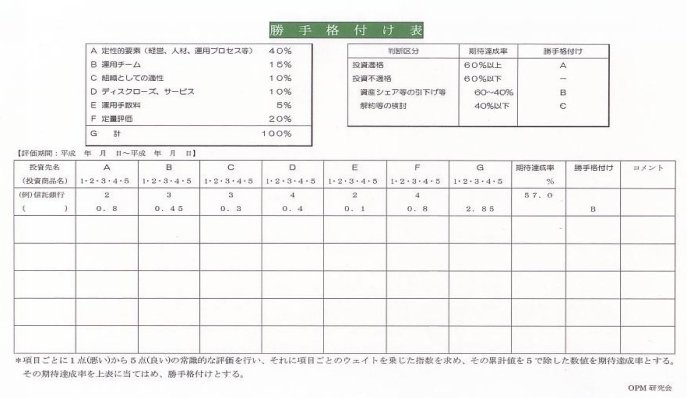 勝手格付け表
A 定性的要素（経営、人材、運用プロセス等） 40%
B 運用チーム 15%
C 組織としての適性 10%
D ディスクローズ、サービス 10%
E 運用手数料 5%
F 定量評価 20%
G 計 100%
判断区分 期待達成率 勝手格付け
投資適格 60%以上 A
投資不適格 60%以下 －
資産シェア等の引下げ等 60～40% B
解約等の検討 40%以下 C
【評価期間：平成 年 月 日～平成 年 月 日】
投資先名 A B C D E F G 期待達成率 勝手格付け コメント
（投資商品名） 1・2・3・4・5 1・2・3・4・5 1・2・3・4・5 1・2・3・4・5 1・2・3・4・5 1・2・3・4・5 1・2・3・4・5 %
(例)信託銀行 2 3 3 4 2 4 57.0
（ ） 0.8 0.45 0.3 0.4 0.1 0.8 2.85 B
＊項目ごとに1点(悪い)から5点(良い)の常識的な評価を行い、それに項目ごとのウェイトを乗じた指数を求め、その累計値を5で除した数値を期待達成率とする。
その期待達成率を上表に当てはめ、勝手格付けとする。
OPM 研究会